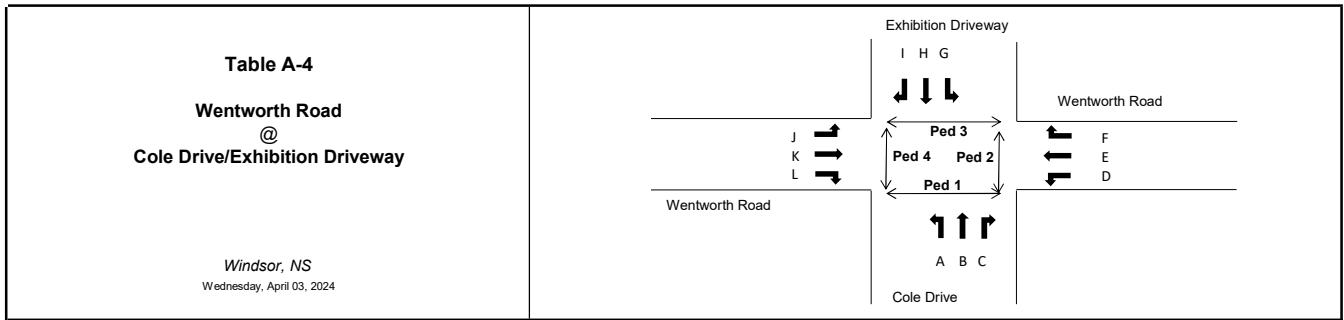 Table A-4
Wentworth Road
@
Cole Drive/Exhibition Driveway
Windsor, NS
Wednesday, April 03, 2024
Exhibition Driveway
I H G
Wentworth Road
Ped 3
J
F
K
Ped 4 Ped 2
E
L
D
Ped 1
Wentworth Road
A B C
Cole Drive